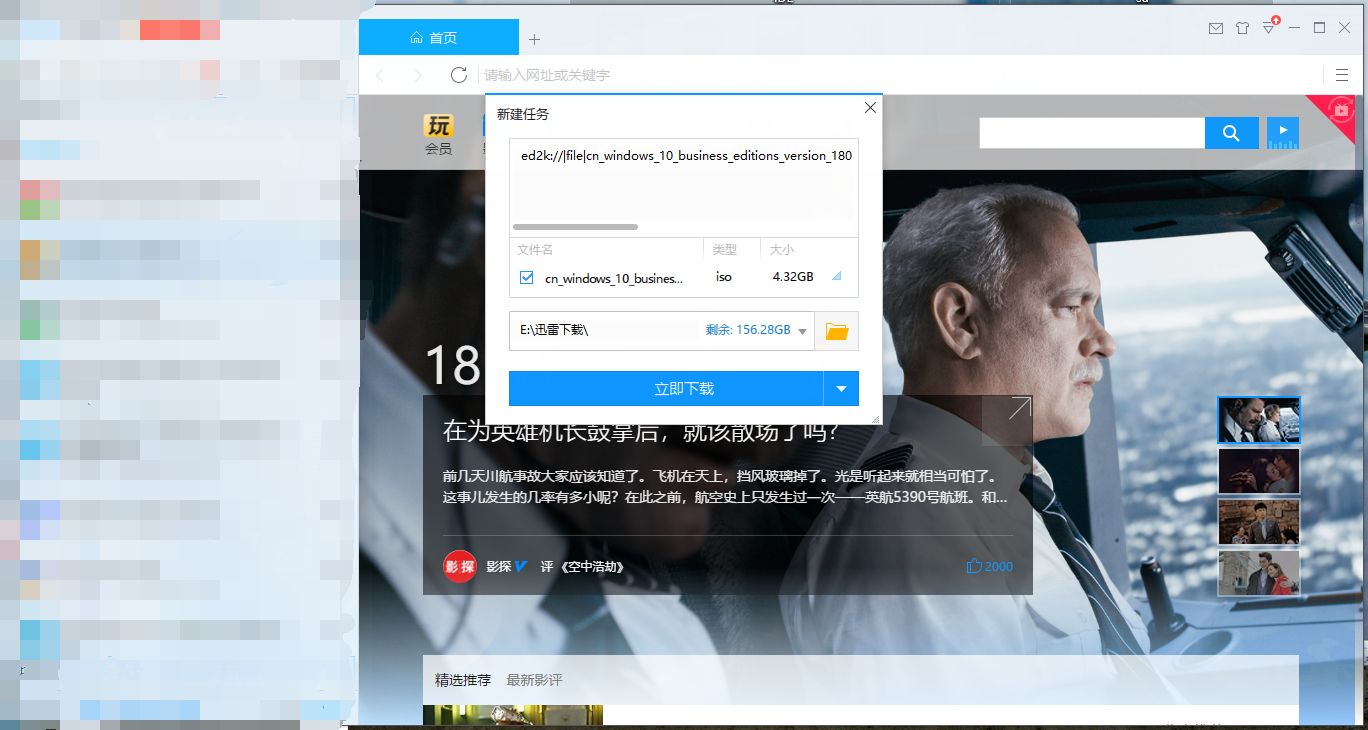 首页
请输入网址或关键字
新建任务
玩
会员
ed2k://|file|cn_windows_10_business_editions_version_180
文件名 类型 大小
cn_windows_10_busines... iso 4.32GB
E:\迅雷下载\ 剩余: 156.28GB
立即下载
18
在为英雄机长鼓掌后，就该散场了吗?
前几天川航事故大家应该知道了。飞机在天上，挡风玻璃掉了。光是听起来就相当可怕了。
这事儿发生的几率有多小呢？在此之前，航空史上只发生过一次——英航5390号航班。和...
影探 影探 评《空中浩劫》 2000
精选推荐 最新影评